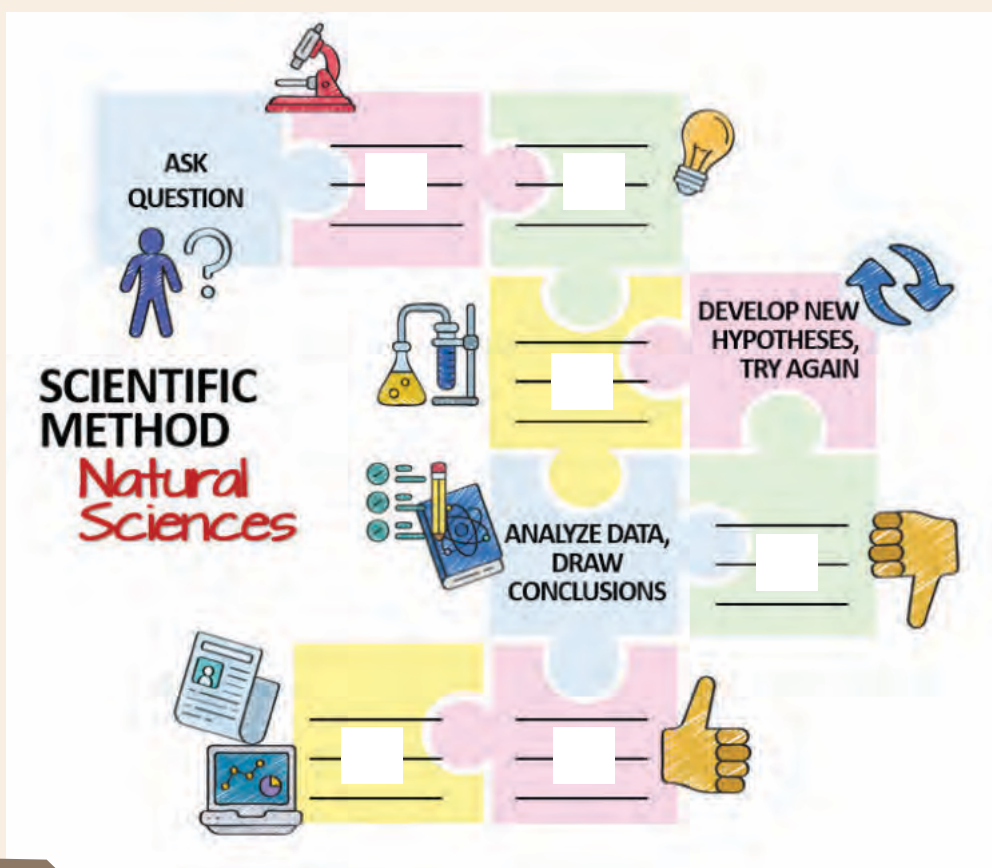 ASK
QUESTION
DEVELOP NEW
HYPOTHESES,
TRY AGAIN
SCIENTIFIC
METHOD
Natural
Sciences
ANALYZE DATA,
DRAW
CONCLUSIONS